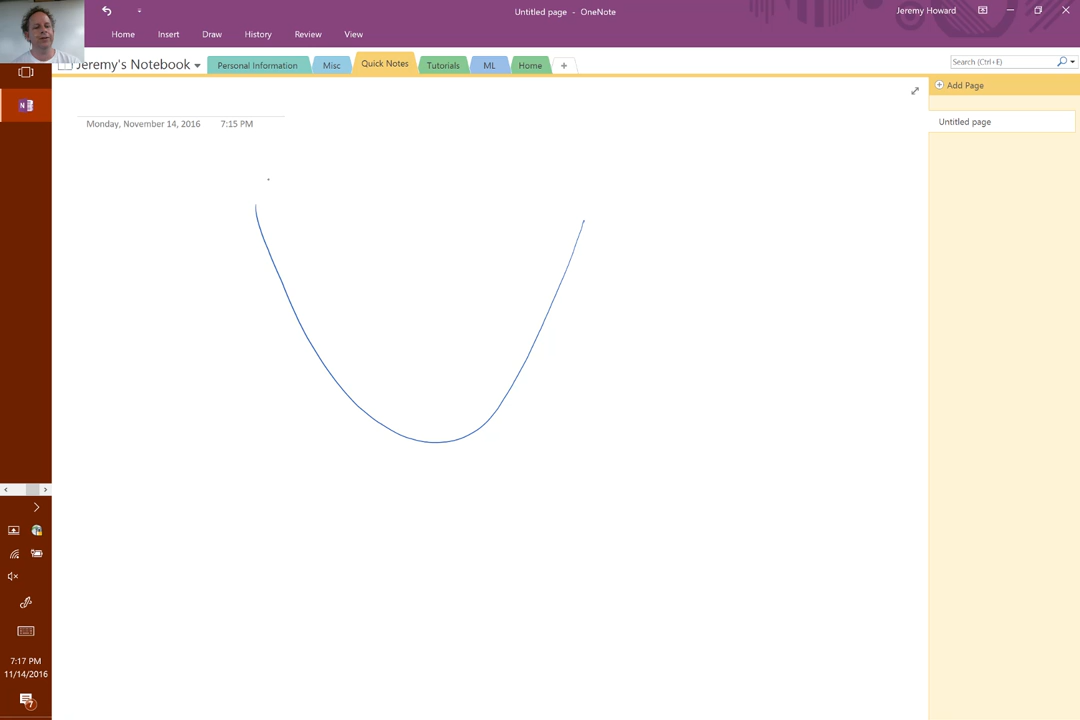 Untitled page - OneNote
Jeremy Howard
Home Insert Draw History Review View
Jeremy's Notebook
Personal Information Misc Quick Notes Tutorials ML Home +
Search (Ctrl+E)
Add Page
Untitled page
Monday, November 14, 2016 7:15 PM
N
7:17 PM
11/14/2016
7